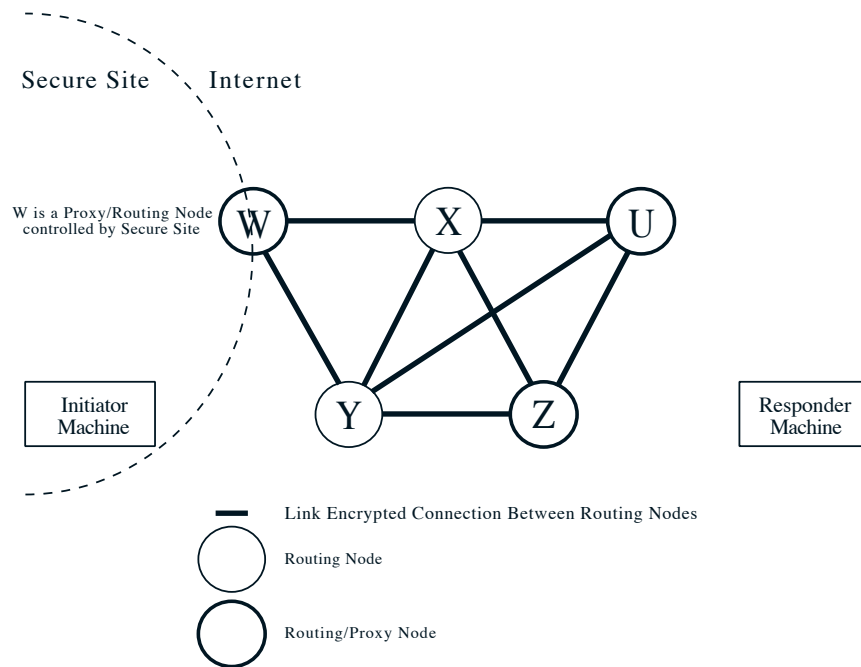 Secure Site
Internet
W is a Proxy/Routing Node
controlled by Secure Site
W
X
U
Y
Z
Initiator
Machine
Responder
Machine
Link Encrypted Connection Between Routing Nodes
Routing Node
Routing/Proxy Node